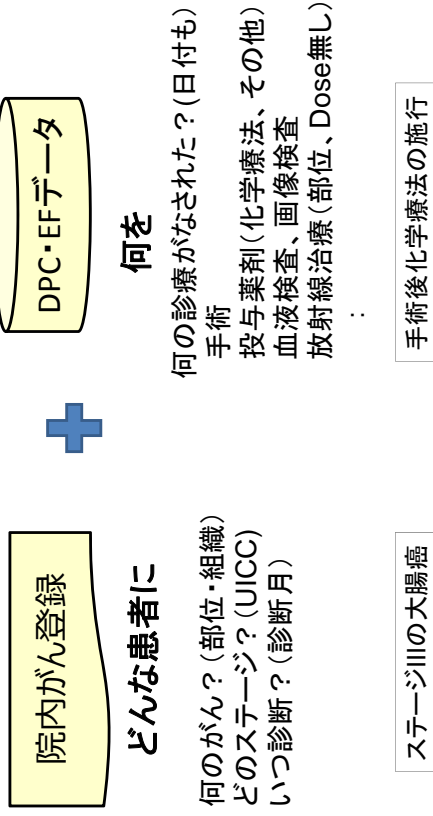 院内がん登録
どんな患者に
何のがん？(部位・組織)
どのステージ？(UICC)
いつ診断？(診断月)
ステージIIIの大腸癌
DPC・EFデータ
何を
何の診療がなされた？(日付も)
手術
投与薬剤(化学療法、その他)
血液検査、画像検査
放射線治療(部位、Dose無し)
：
手術後化学療法の施行